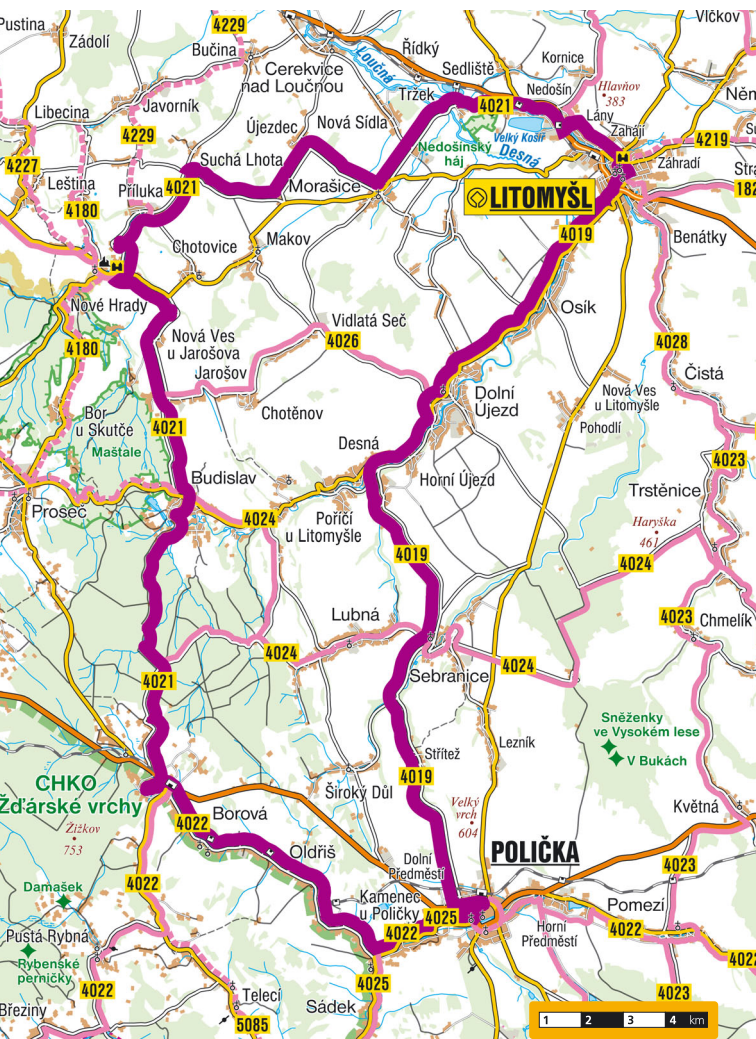 Pustina
Zádolí
4229
Bučina
Řídký
Vlčkov
Loučná
Cerekvice
nad Loučnou
Sedliště
Kornice
Tržek
Nedošín
Hlavňov
383
Javorník
Libecina
4229
Újezdec
Nová Sídla
4021
Lány
Zahájí
4219
Velký Košíř
Desná
Nedošínský
háj
4227
Suchá Lhota
Leština
Příluka
4021
Morašice
LITOMYŠL
Záhradí
4180
4019
Benátky
Chotovice
Makov
Nové Hrady
Osík
Vidlatá Seč
4026
Nová Ves
u Jarošova
Jarošov
4180
4028
Čistá
Dolní
Újezd
Nová Ves
u Litomyšle
Chotěnov
Pohodlí
Bor
u Skutče
4021
Maštale
Desná
4023
Budislav
Horní Újezd
Trstěnice
Proseč
4024
Poříčí
u Litomyšle
Haryška
461
4019
4024
Lubná
4023
Chmelík
4024
4024
4021
Sebranice
Sněženky
ve Vysokém lese
V Bukách
Střítež
Lezník
4019
CHKO
Žďárské vrchy
Široký Důl
Borová
4022
Velký
vrch
604
Květná
Žižkov
753
Oldřiš
POLIČKA
Dolní
Předměstí
4023
4022
Damašek
Kamenec
u Poličky
4025
Pomezí
4022
4022
Horní
Předměstí
Pustá Rybná
Rybenské
perničky
4025
4022
4022
Telecí
4023
Sádek
Březiny
5085
1 2 3 4 km